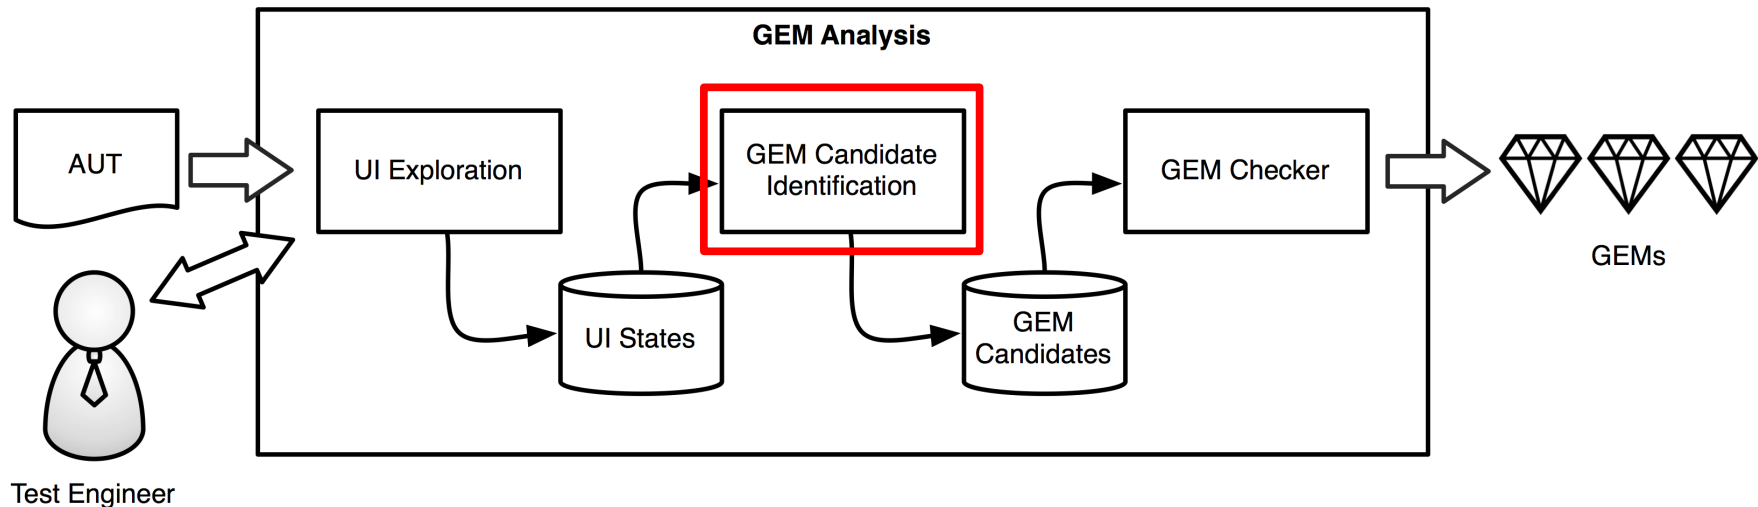 GEM Analysis
AUT
UI Exploration
GEM Candidate
Identification
GEM Checker
UI States
GEM
Candidates
GEMs
Test Engineer